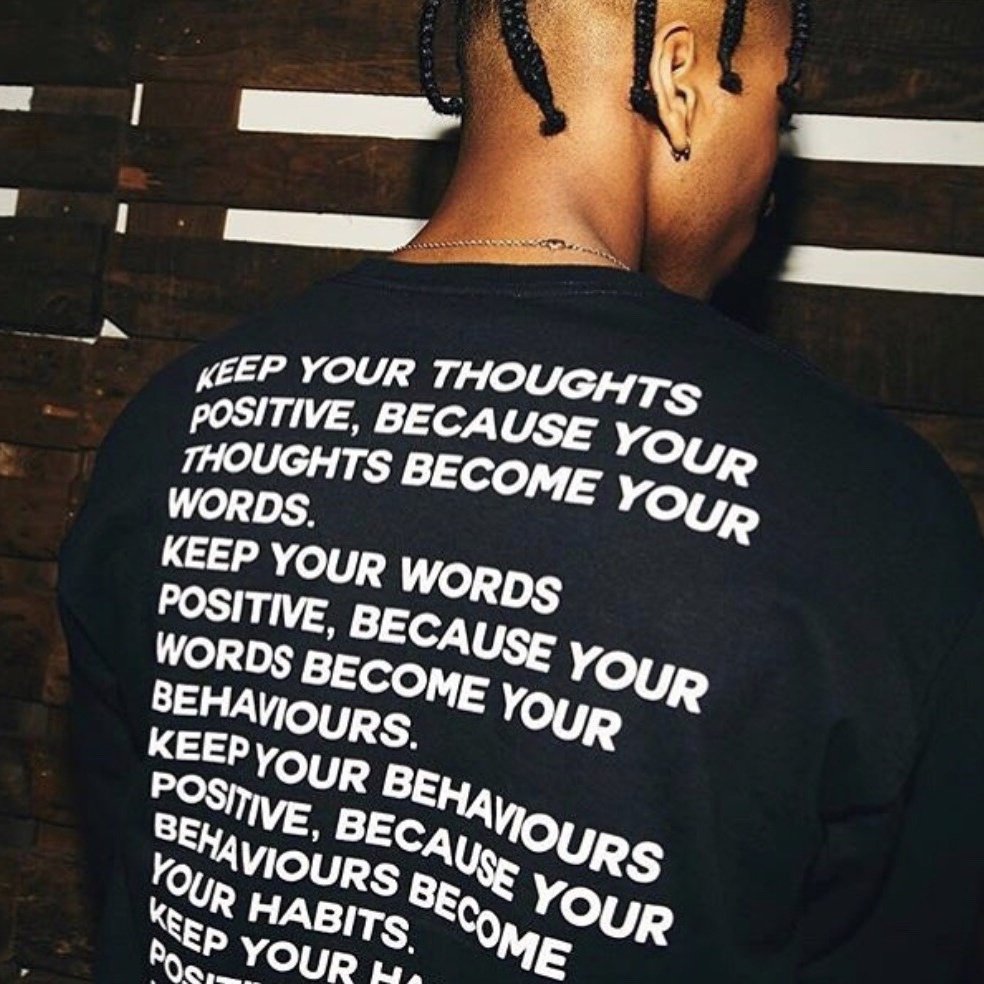 KEEP YOUR THOUGHTS
POSITIVE, BECAUSE YOUR
THOUGHTS BECOME YOUR
WORDS.
KEEP YOUR WORDS
POSITIVE, BECAUSE YOUR
WORDS BECOME YOUR
BEHAVIOURS.
KEEP YOUR BEHAVIOURS
POSITIVE, BECAUSE YOUR
BEHAVIOURS BECOME
YOUR HABITS.
KEEP YOUR